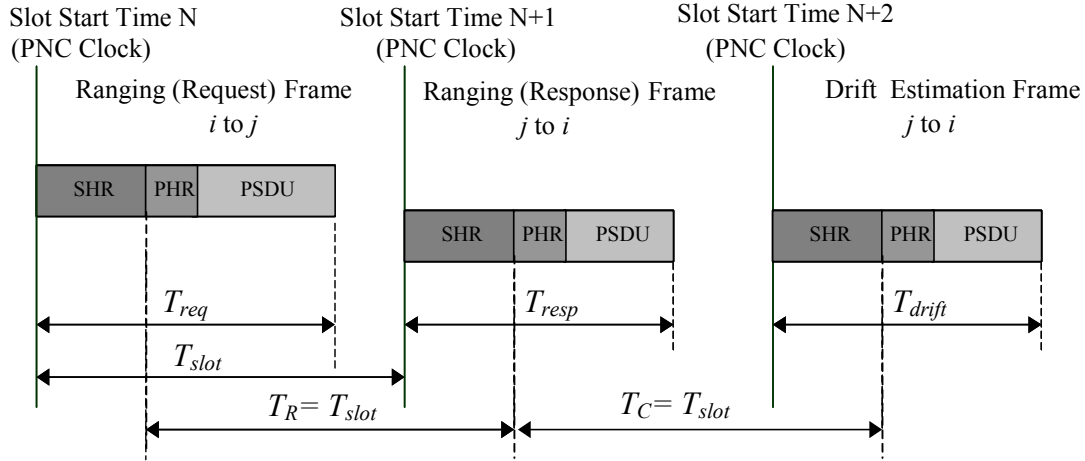 Slot Start Time N
(PNC Clock)
Slot Start Time N+1
(PNC Clock)
Slot Start Time N+2
(PNC Clock)
Ranging (Request) Frame
i to j
Ranging (Response) Frame
j to i
Drift Estimation Frame
j to i
SHR
PHR
PSDU
SHR
PHR
PSDU
SHR
PHR
PSDU
Treq
Tresp
Tdrift
Tslot
TR= Tslot
TC= Tslot